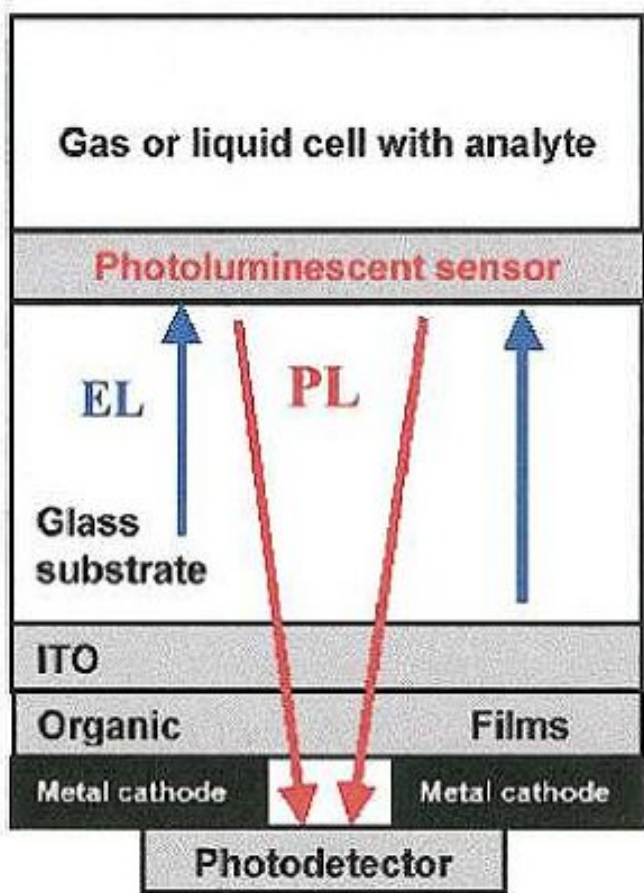 Gas or liquid cell with analyte
Photoluminescent sensor
EL
PL
Glass
substrate
ITO
Organic Films
Metal cathode Metal cathode
Photodetector